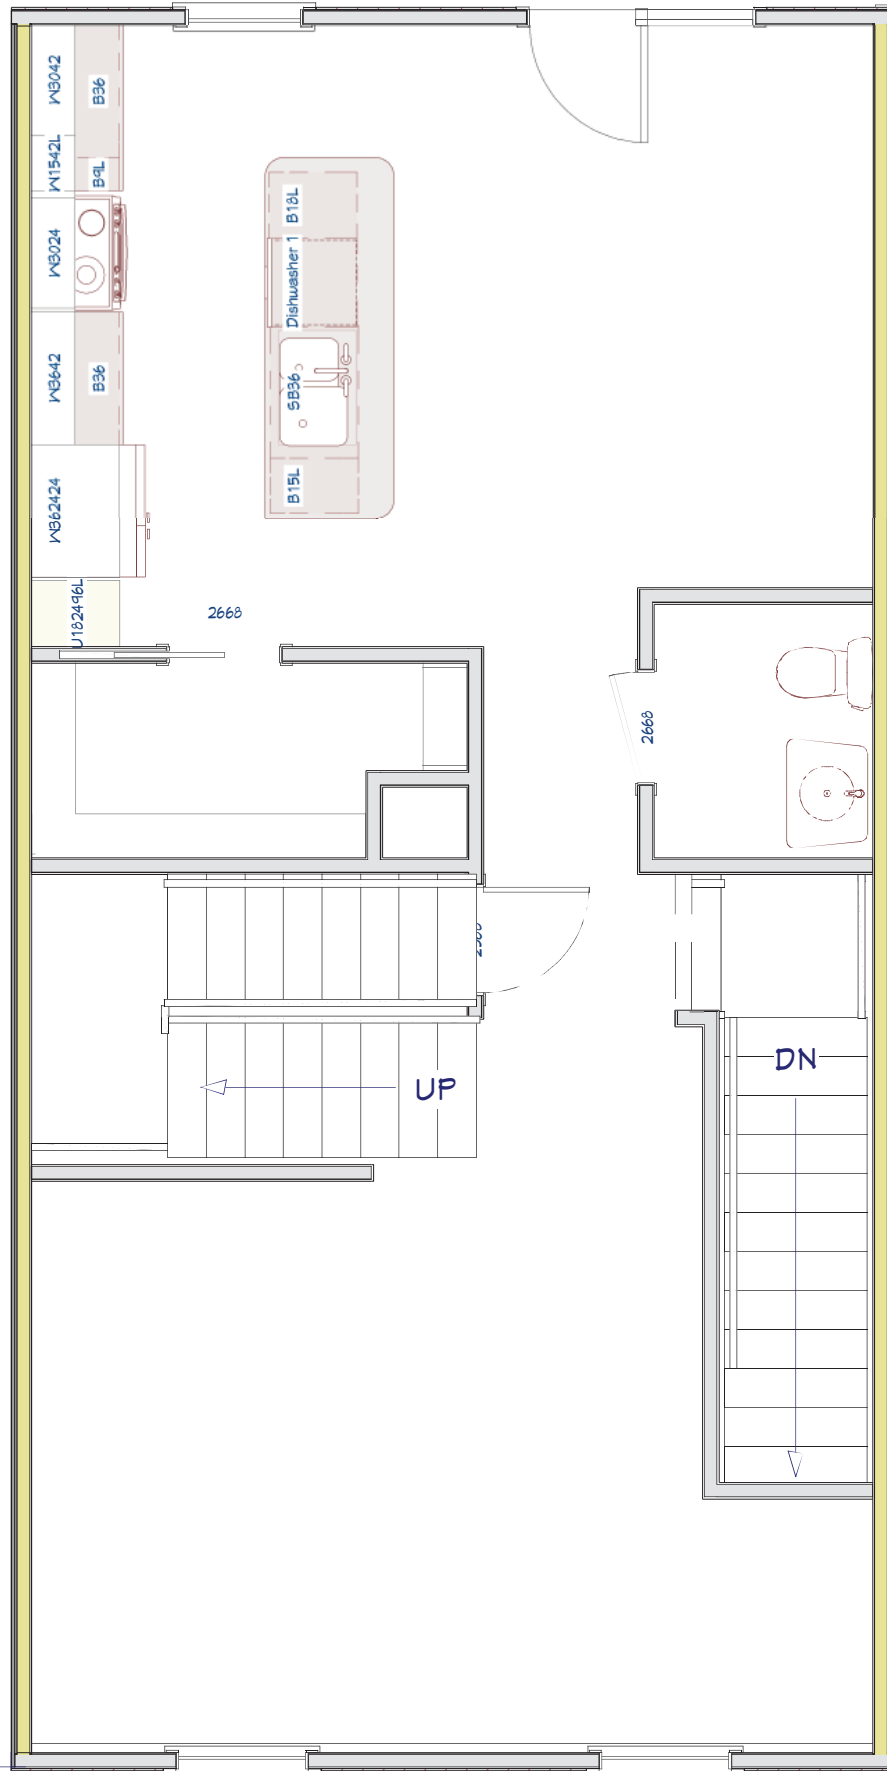 W3042
B36
W1542L
B9L
W3024
W3642
B36
W362424
U182496L
B18L
Dishwasher 1
SB36
B15L
2668
2668
UP
DN